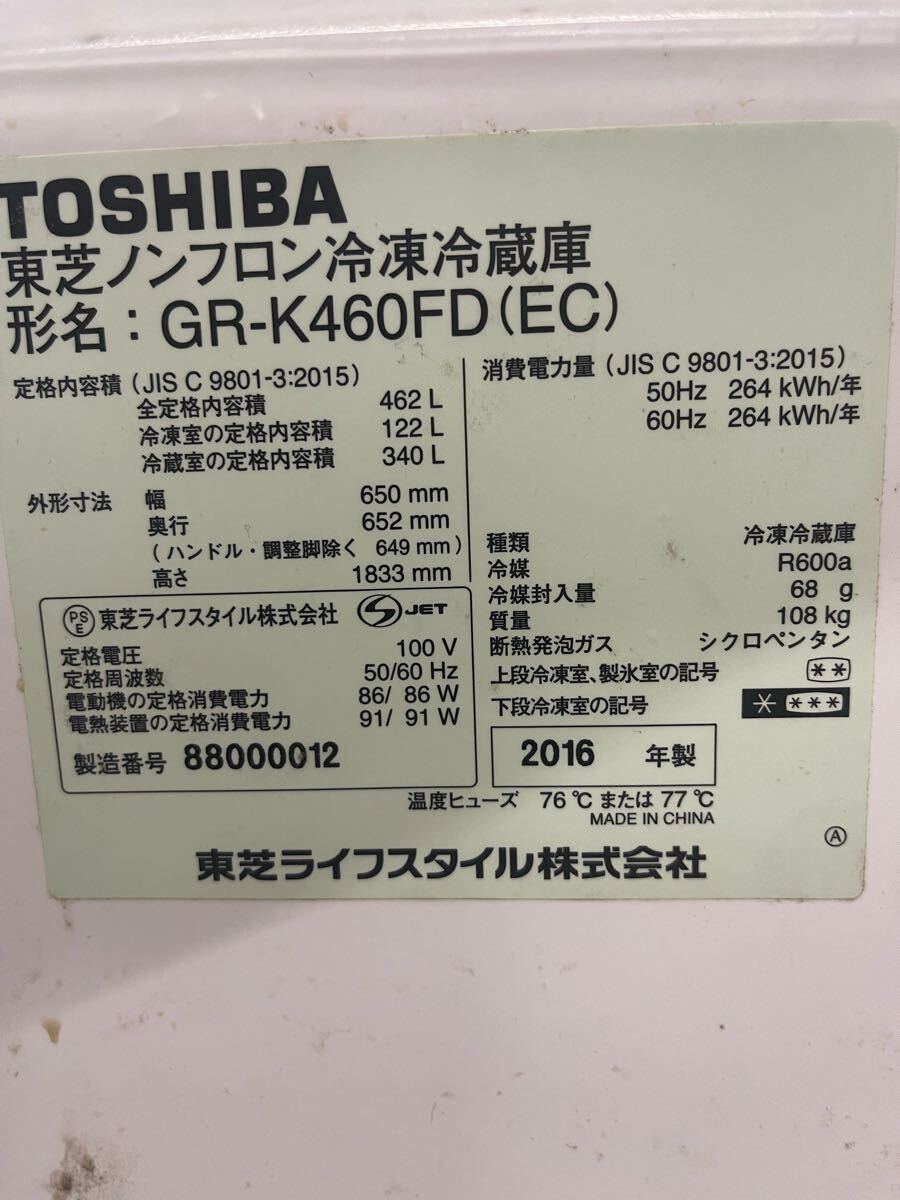 TOSHIBA
東芝ノンフロン冷凍冷蔵庫
形名：GR-K460FD(EC)
定格内容積（JIS C 9801-3:2015）
全定格内容積 462 L
冷凍室の定格内容積 122 L
冷蔵室の定格内容積 340 L
外形寸法 幅 650 mm
奥行 652 mm
（ハンドル・調整脚除く 649 mm）
高さ 1833 mm
消費電力量（JIS C 9801-3:2015）
50Hz 264 kWh/年
60Hz 264 kWh/年
種類 冷凍冷蔵庫
冷媒 R600a
冷媒封入量 68 g
質量 108 kg
断熱発泡ガス シクロペンタン
上段冷凍室、製氷室の記号 **
下段冷凍室の記号 * ***
PSE 東芝ライフスタイル株式会社 S JET
定格電圧 100 V
定格周波数 50/60 Hz
電動機の定格消費電力 86/ 86 W
電熱装置の定格消費電力 91/ 91 W
製造番号 88000012
2016 年製
温度ヒューズ 76℃または77℃
MADE IN CHINA
Ⓐ
東芝ライフスタイル株式会社